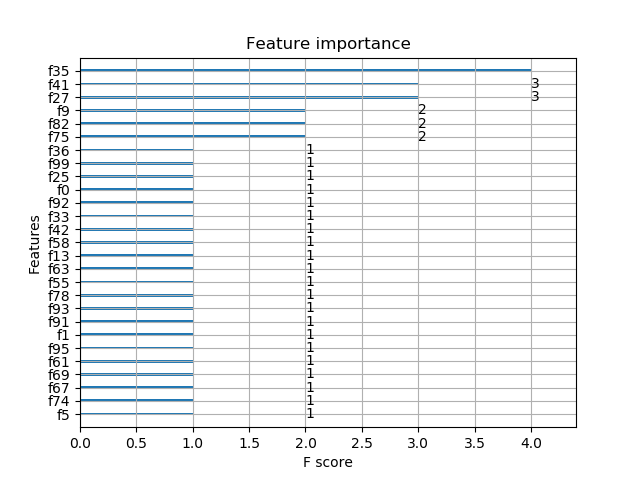 Feature importance
f35
f41 3
f27 3
f9 2
f82 2
f75 2
f36 1
f99 1
f25 1
f0 1
f92 1
f33 1
f42 1
f58 1
f13 1
f63 1
f55 1
f78 1
f93 1
f91 1
f1 1
f95 1
f61 1
f69 1
f67 1
f74 1
f5 1
Features
0.0 0.5 1.0 1.5 2.0 2.5 3.0 3.5 4.0
F score